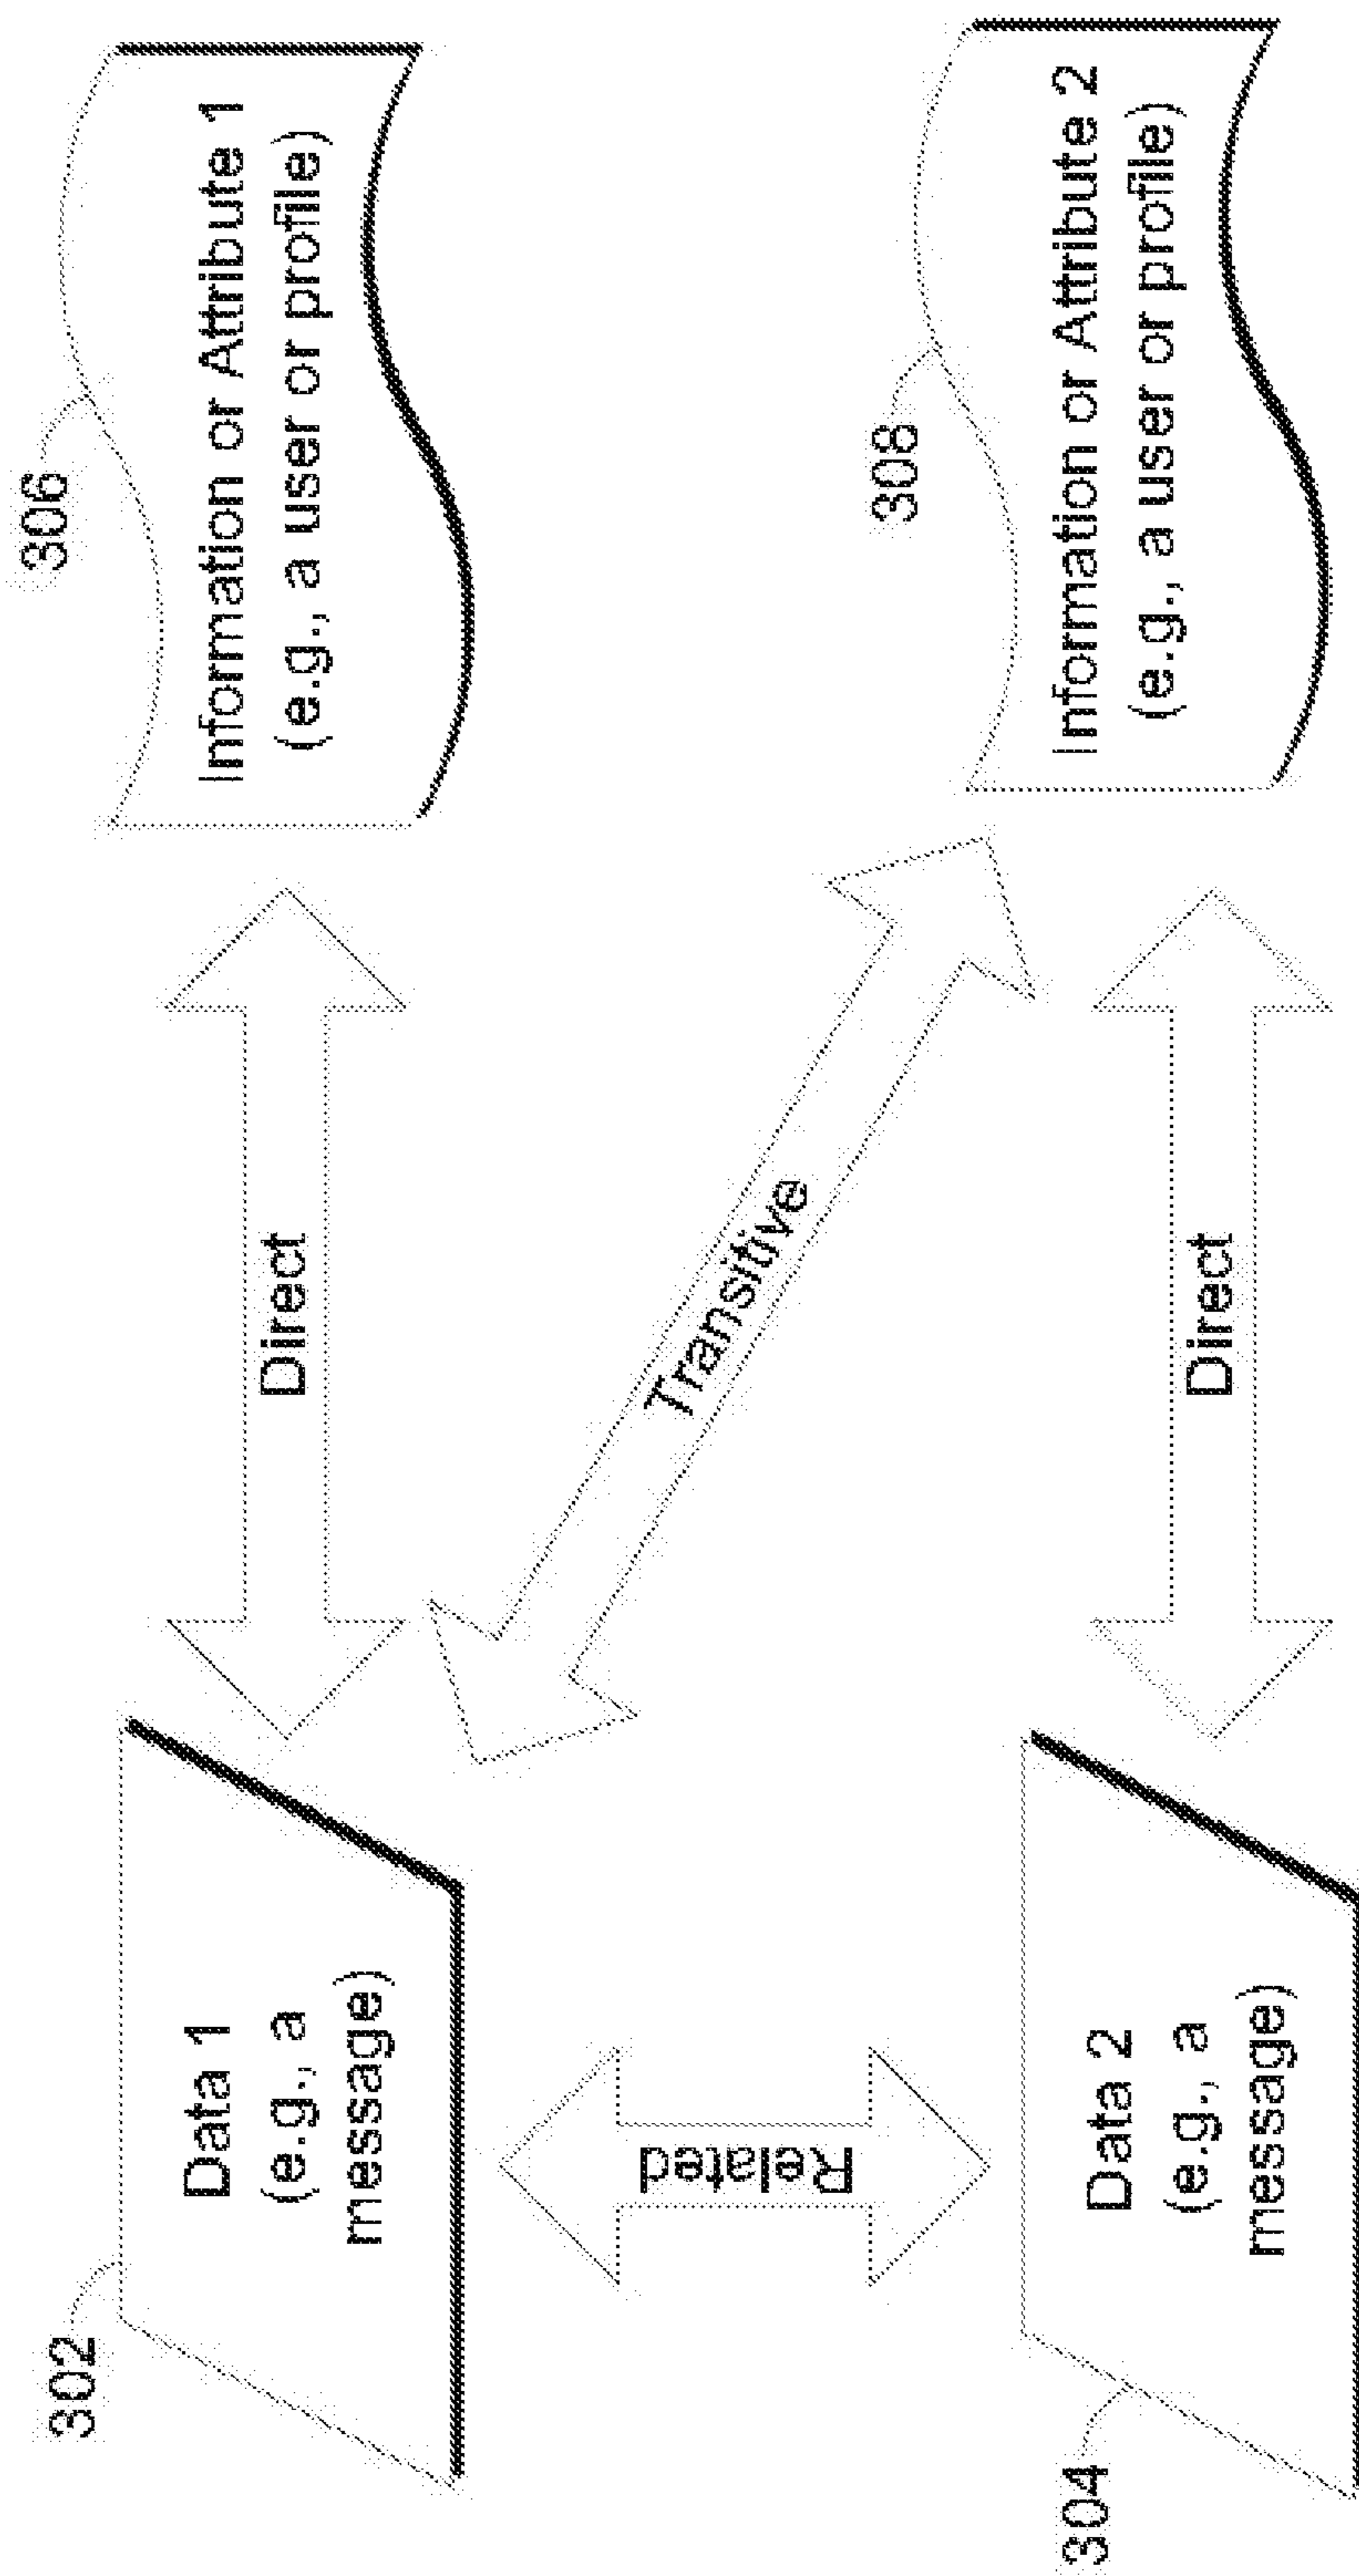 302
Data 1
(e.g., a
message)
Direct
306
Information or Attribute 1
(e.g., a user or profile)
Related
Transitive
304
Data 2
(e.g., a
message)
Direct
308
Information or Attribute 2
(e.g., a user or profile)